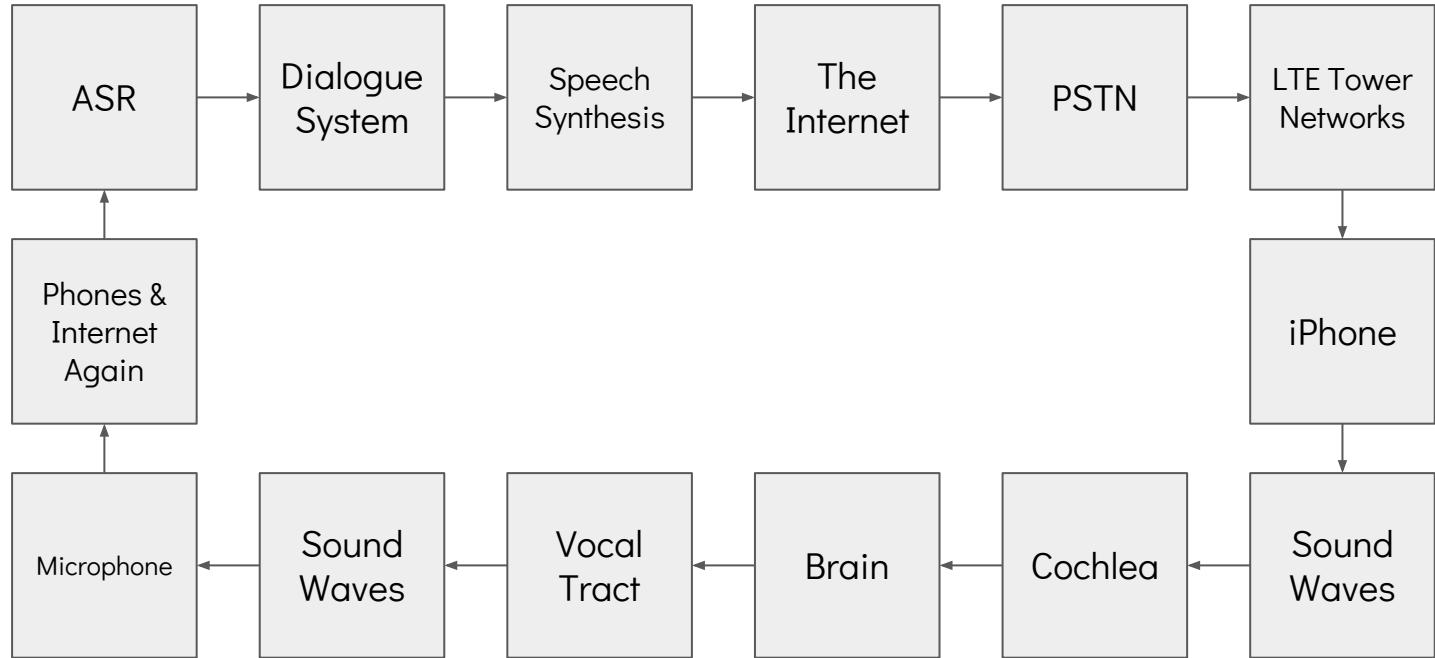 ASR
Dialogue
System
Speech
Synthesis
The
Internet
PSTN
LTE Tower
Networks
Phones &
Internet
Again
iPhone
Microphone
Sound
Waves
Vocal
Tract
Brain
Cochlea
Sound
Waves